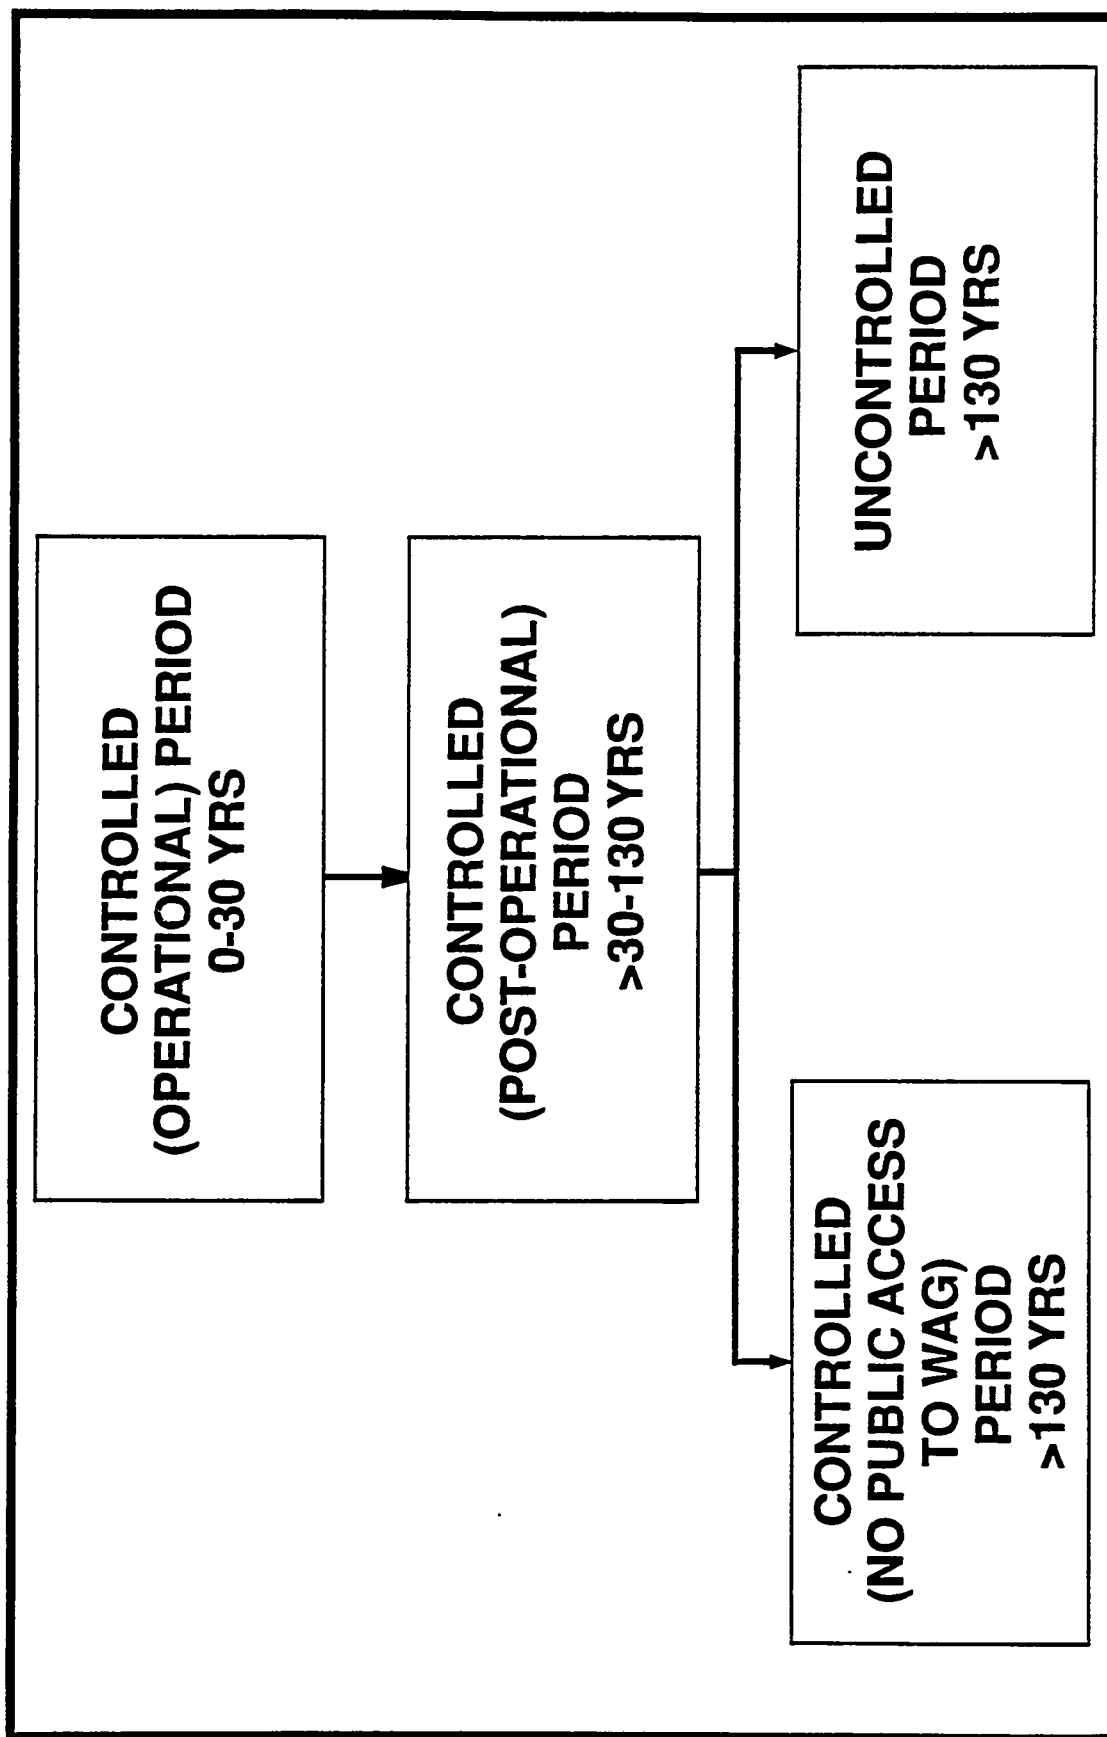 CONTROLLED
(OPERATIONAL) PERIOD
0-30 YRS
CONTROLLED
(POST-OPERATIONAL)
PERIOD
>30-130 YRS
CONTROLLED
(NO PUBLIC ACCESS
TO WAG)
PERIOD
>130 YRS
UNCONTROLLED
PERIOD
>130 YRS